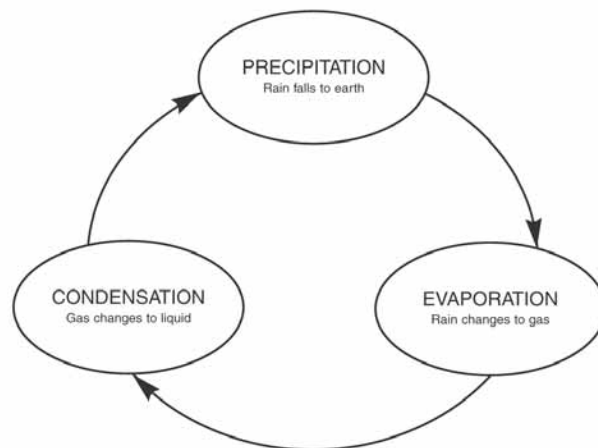 PRECIPITATION
Rain falls to earth
CONDENSATION
Gas changes to liquid
EVAPORATION
Rain changes to gas